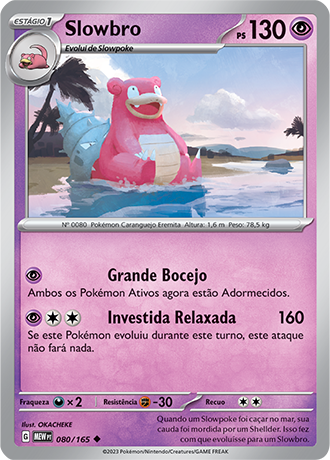 ESTÁGIO 1 Slowbro PS 130
Evolui de Slowpoke
Nº 0080 Pokémon Caranguejo Eremita Altura: 1,6 m Peso: 78,5 kg
Grande Bocejo
Ambos os Pokémon Ativos agora estão Adormecidos.
Investida Relaxada 160
Se este Pokémon evoluiu durante este turno, este ataque
não fará nada.
Fraqueza ×2 Resistência -30 Recuo
Ilust. OKACHEKE
G MEW PT 080/165
Quando um Slowpoke foi caçar no mar, sua
cauda foi mordida por um Shellder. Isso fez
com que evoluísse para um Slowbro.
©2023 Pokémon/Nintendo/Creatures/GAME FREAK